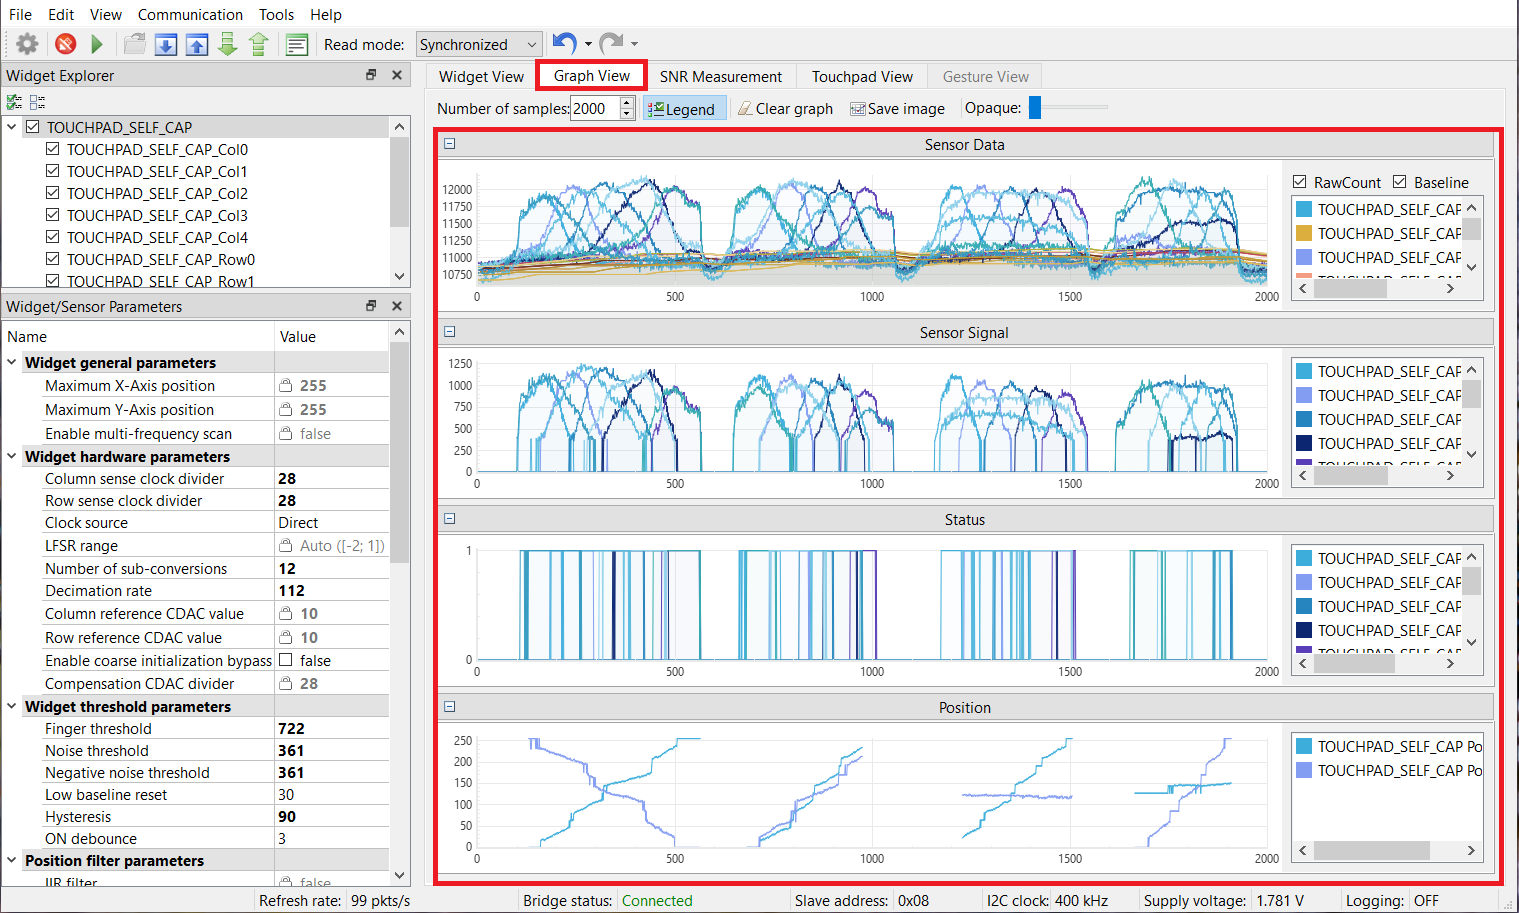 File Edit View Communication Tools Help
Read mode: Synchronized
Widget Explorer
TOUCHPAD_SELF_CAP
TOUCHPAD_SELF_CAP_Col0
TOUCHPAD_SELF_CAP_Col1
TOUCHPAD_SELF_CAP_Col2
TOUCHPAD_SELF_CAP_Col3
TOUCHPAD_SELF_CAP_Col4
TOUCHPAD_SELF_CAP_Row0
TOUCHPAD_SELF_CAP_Row1
Widget/Sensor Parameters
Name Value
Widget general parameters
Maximum X-Axis position 255
Maximum Y-Axis position 255
Enable multi-frequency scan false
Widget hardware parameters
Column sense clock divider 28
Row sense clock divider 28
Clock source Direct
LFSR range Auto ([-2; 1])
Number of sub-conversions 12
Decimation rate 112
Column reference CDAC value 10
Row reference CDAC value 10
Enable coarse initialization bypass false
Compensation CDAC divider 28
Widget threshold parameters
Finger threshold 722
Noise threshold 361
Negative noise threshold 361
Low baseline reset 30
Hysteresis 90
ON debounce 3
Position filter parameters
IIR filter false
Widget View Graph View SNR Measurement Touchpad View Gesture View
Number of samples: 2000 Legend Clear graph Save image Opaque:
Sensor Data
12000
11750
11500
11250
11000
10750
0 500 1000 1500 2000
RawCount Baseline
TOUCHPAD_SELF_CAP
TOUCHPAD_SELF_CAP
TOUCHPAD_SELF_CAP
Sensor Signal
1250
1000
750
500
250
0
0 500 1000 1500 2000
TOUCHPAD_SELF_CAP
TOUCHPAD_SELF_CAP
TOUCHPAD_SELF_CAP
TOUCHPAD_SELF_CAP
TOUCHPAD_SELF_CAP
Status
1
0
0 500 1000 1500 2000
TOUCHPAD_SELF_CAP
TOUCHPAD_SELF_CAP
TOUCHPAD_SELF_CAP
TOUCHPAD_SELF_CAP
TOUCHPAD_SELF_CAP
Position
250
200
150
100
50
0
0 500 1000 1500 2000
TOUCHPAD_SELF_CAP Po
TOUCHPAD_SELF_CAP Po
Refresh rate: 99 pkts/s Bridge status: Connected Slave address: 0x08 I2C clock: 400 kHz Supply voltage: 1.781 V Logging: OFF